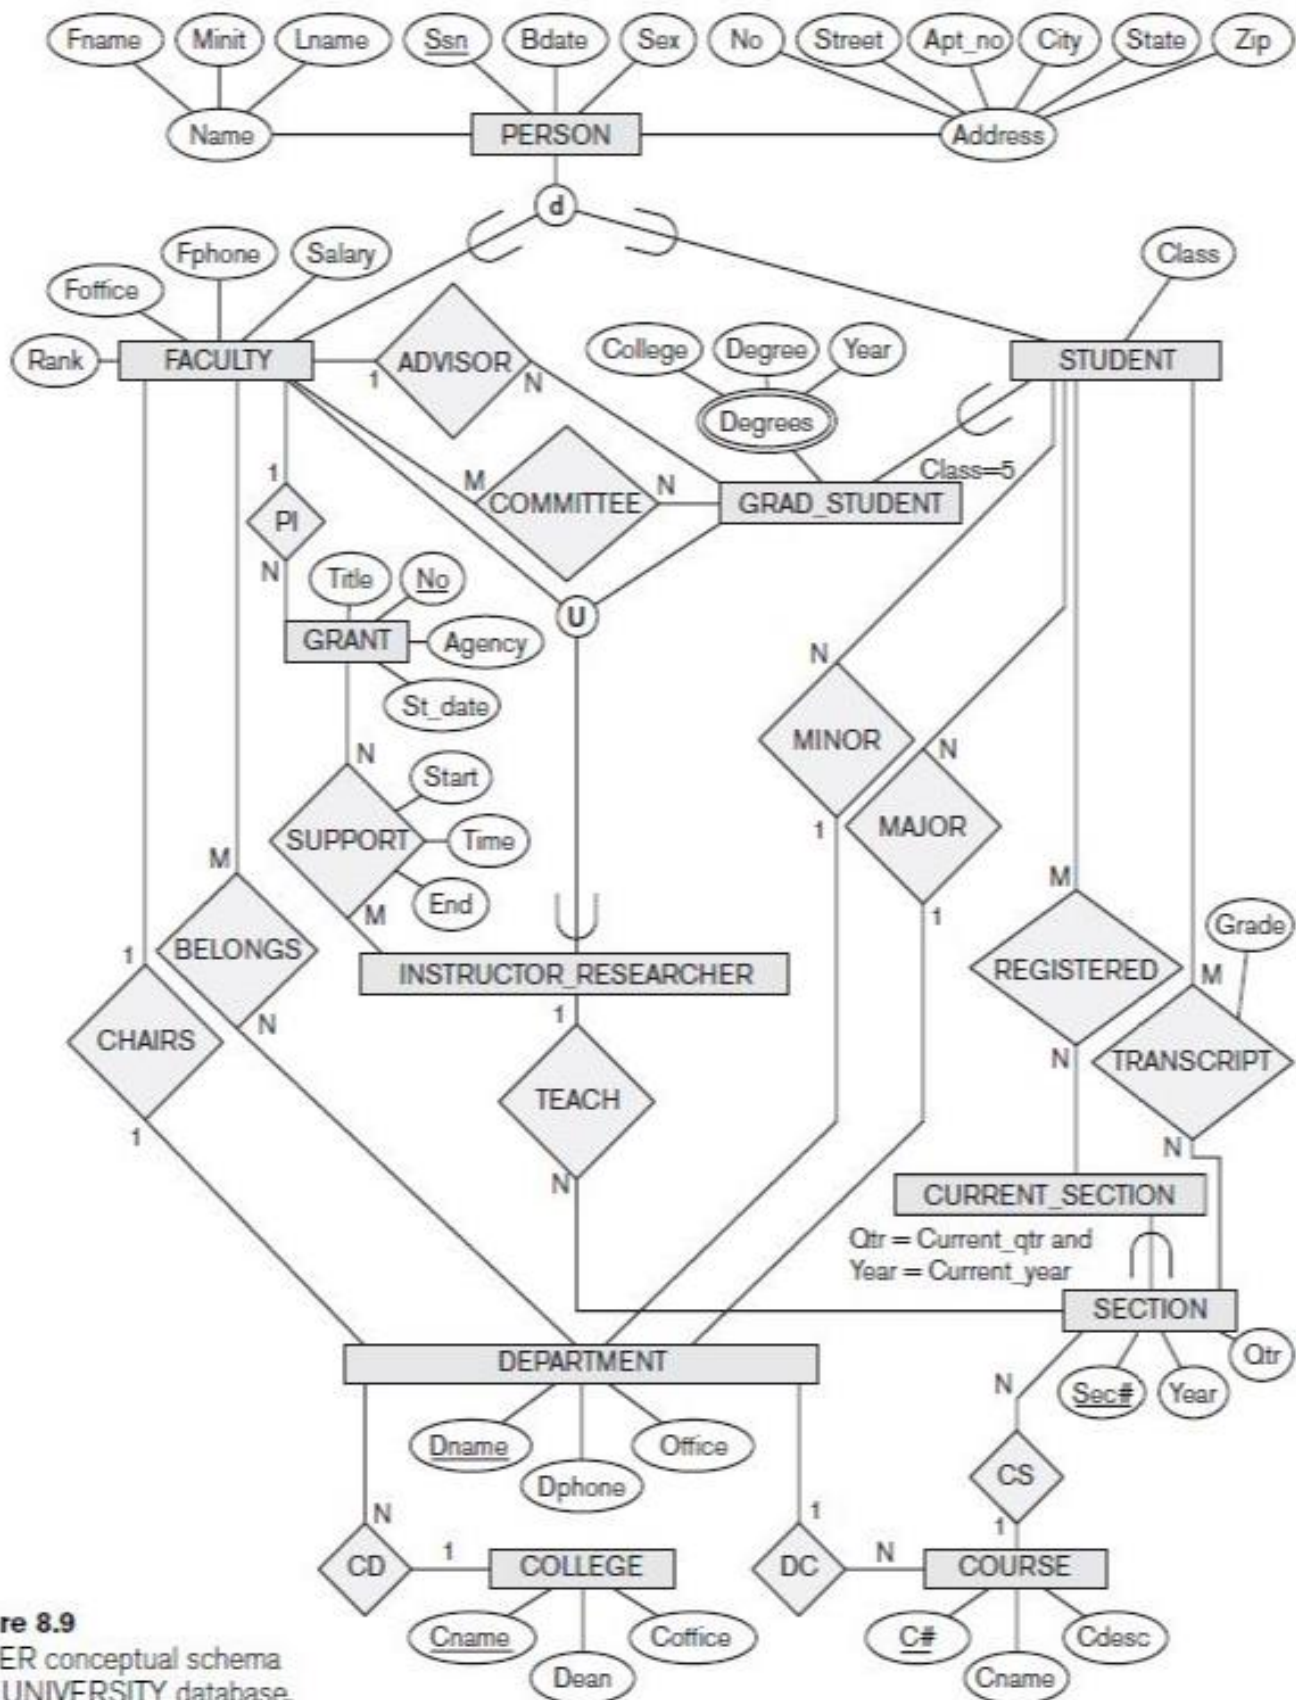 Fname Minit Lname Ssn Bdate Sex No Street Apt_no City State Zip
Name PERSON Address
d
Fphone Salary Class
Foffice
Rank FACULTY 1 ADVISOR N College Degree Year STUDENT
Degrees
Class=5
1 M COMMITTEE N GRAD_STUDENT
PI
N Title No
U
GRANT Agency
St_date
N
MINOR
N
N Start
SUPPORT Time
1 MAJOR
M End M
M 1 Grade
BELONGS
1 INSTRUCTOR_RESEARCHER REGISTERED M
N 1
CHAIRS N TRANSCRIPT
TEACH
1 N
N CURRENT_SECTION
Qtr = Current_qtr and
Year = Current_year
SECTION
DEPARTMENT Qtr
N Sec# Year
Dname Office
Dphone CS
N 1 1
CD 1 COLLEGE DC N COURSE
re 8.9
Cname Coffice C# Cdesc
ER conceptual schema
Dean Cname
UNIVERSITY database.